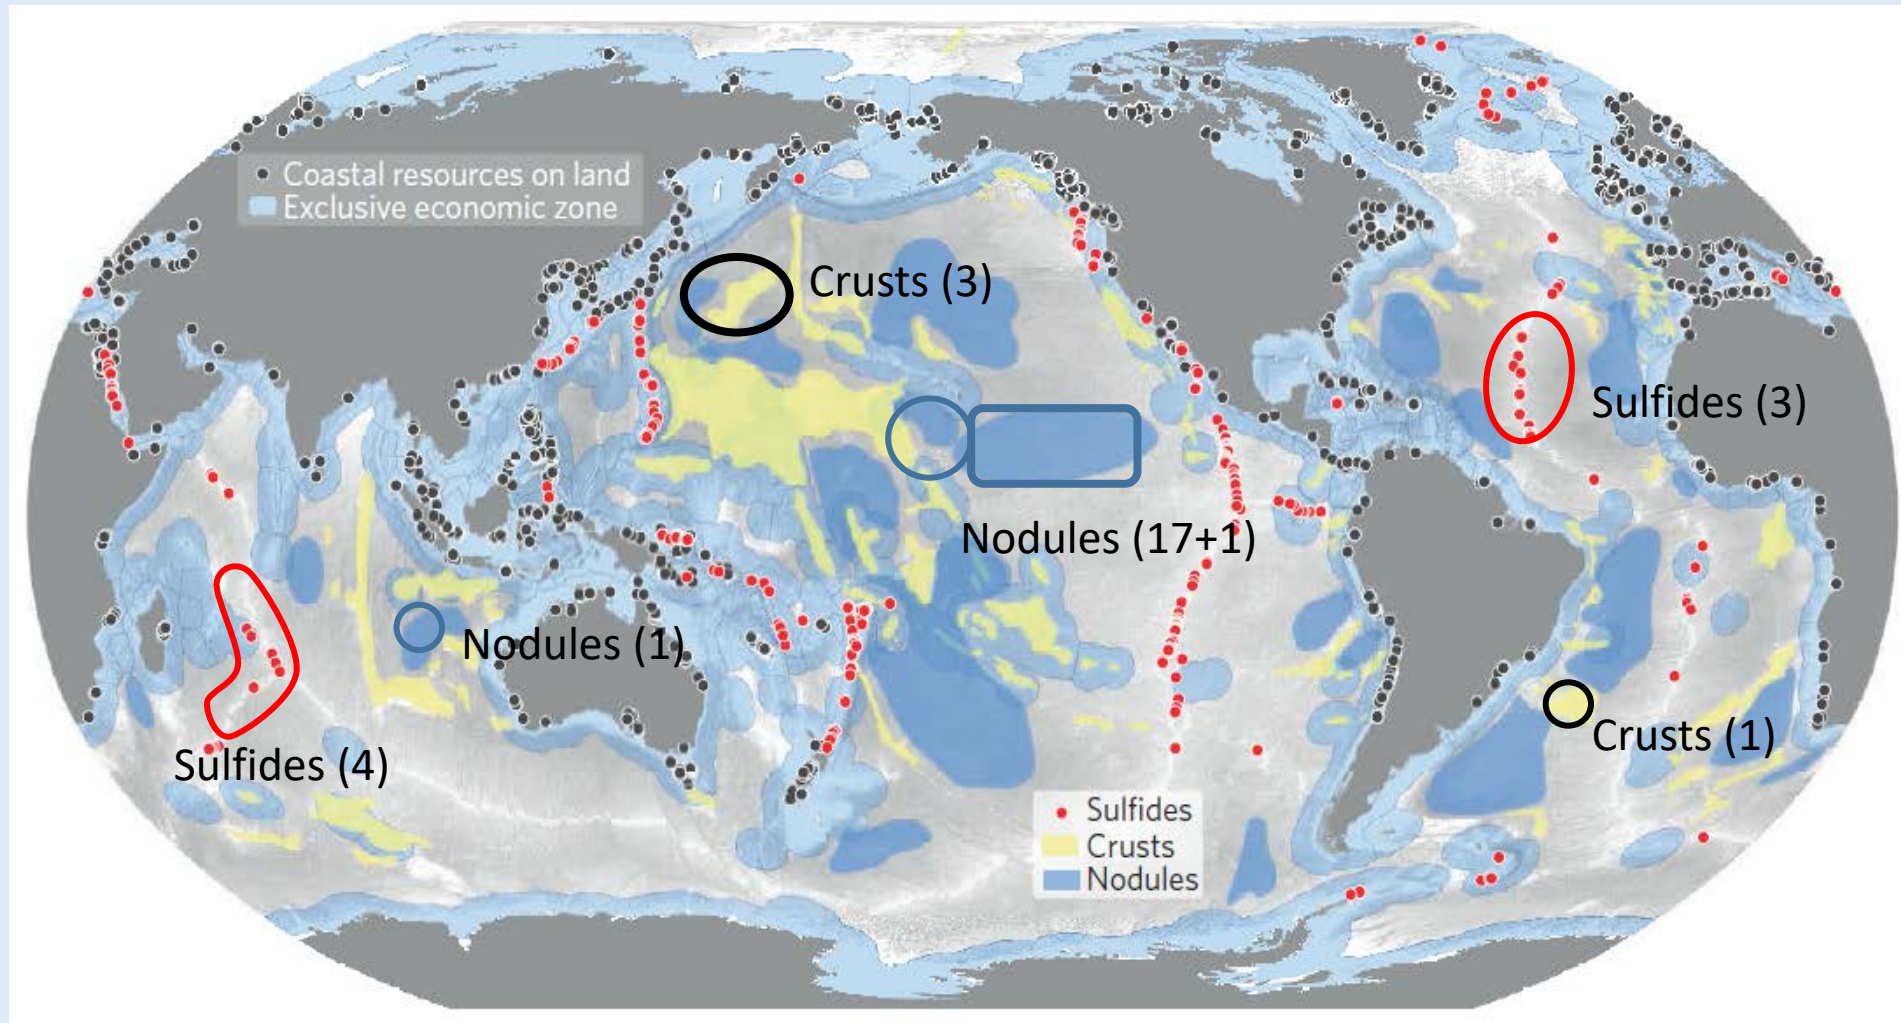 Coastal resources on land
Exclusive economic zone
Crusts (3)
Sulfides (3)
Nodules (17+1)
Nodules (1)
Sulfides (4)
Crusts (1)
Sulfides
Crusts
Nodules